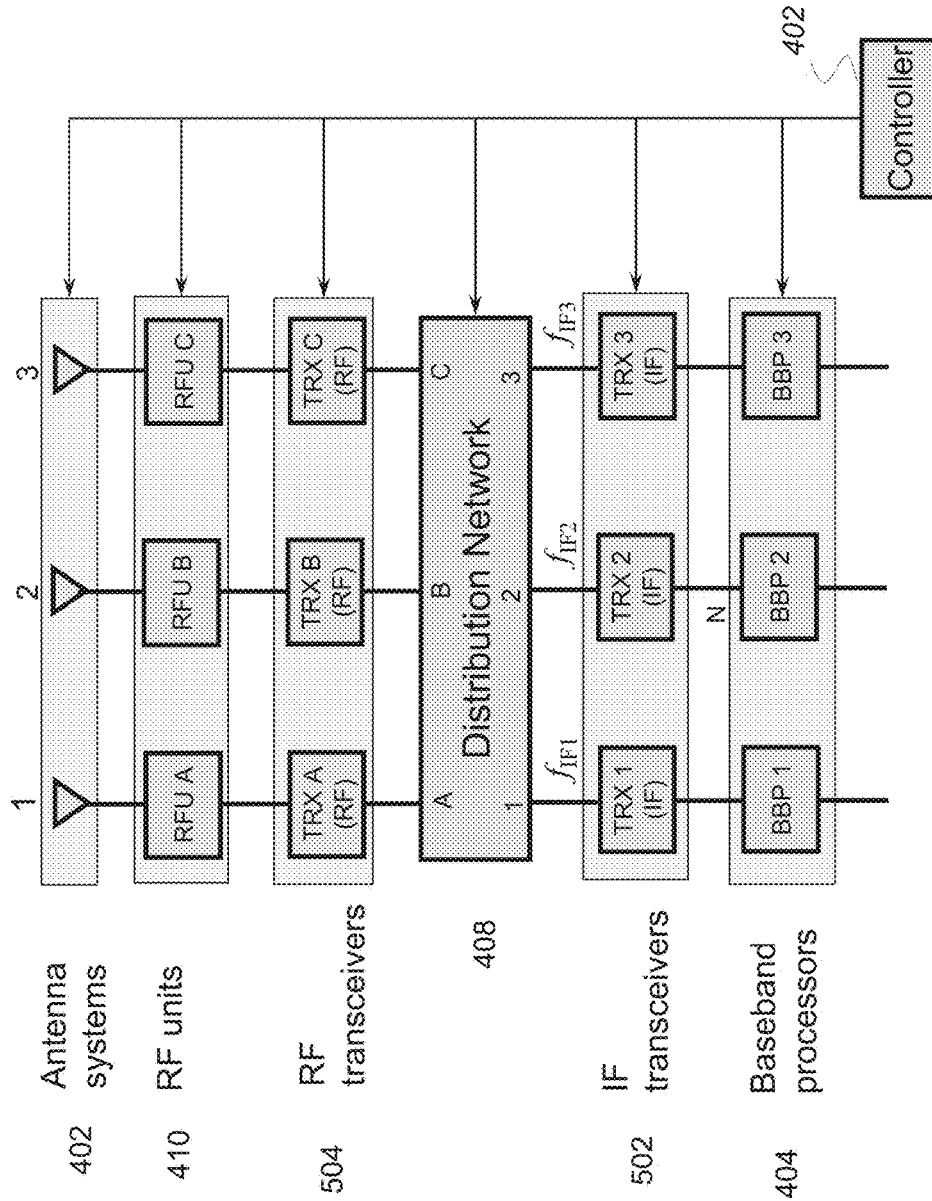 1
2
3
Antenna
systems
402
RFU A
RFU B
RFU C
RF units
410
TRX A
(RF)
TRX B
(RF)
TRX C
(RF)
RF
transceivers
504
A
B
C
Distribution Network
1
2
3
408
fIF1
fIF2
fIF3
TRX 1
(IF)
TRX 2
(IF)
TRX 3
(IF)
IF
transceivers
502
N
BBP 1
BBP 2
BBP 3
Baseband
processors
404
402
Controller